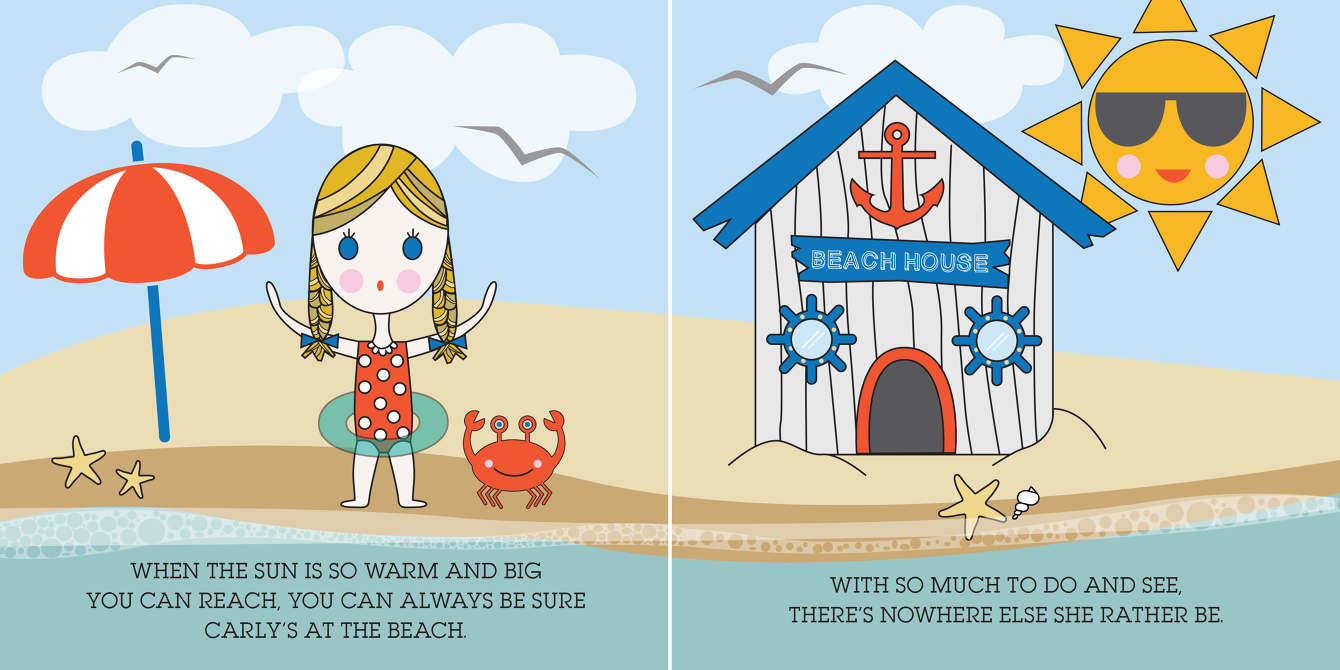 WHEN THE SUN IS SO WARM AND BIG
YOU CAN REACH, YOU CAN ALWAYS BE SURE
CARLY'S AT THE BEACH.
BEACH HOUSE
WITH SO MUCH TO DO AND SEE,
THERE'S NOWHERE ELSE SHE RATHER BE.